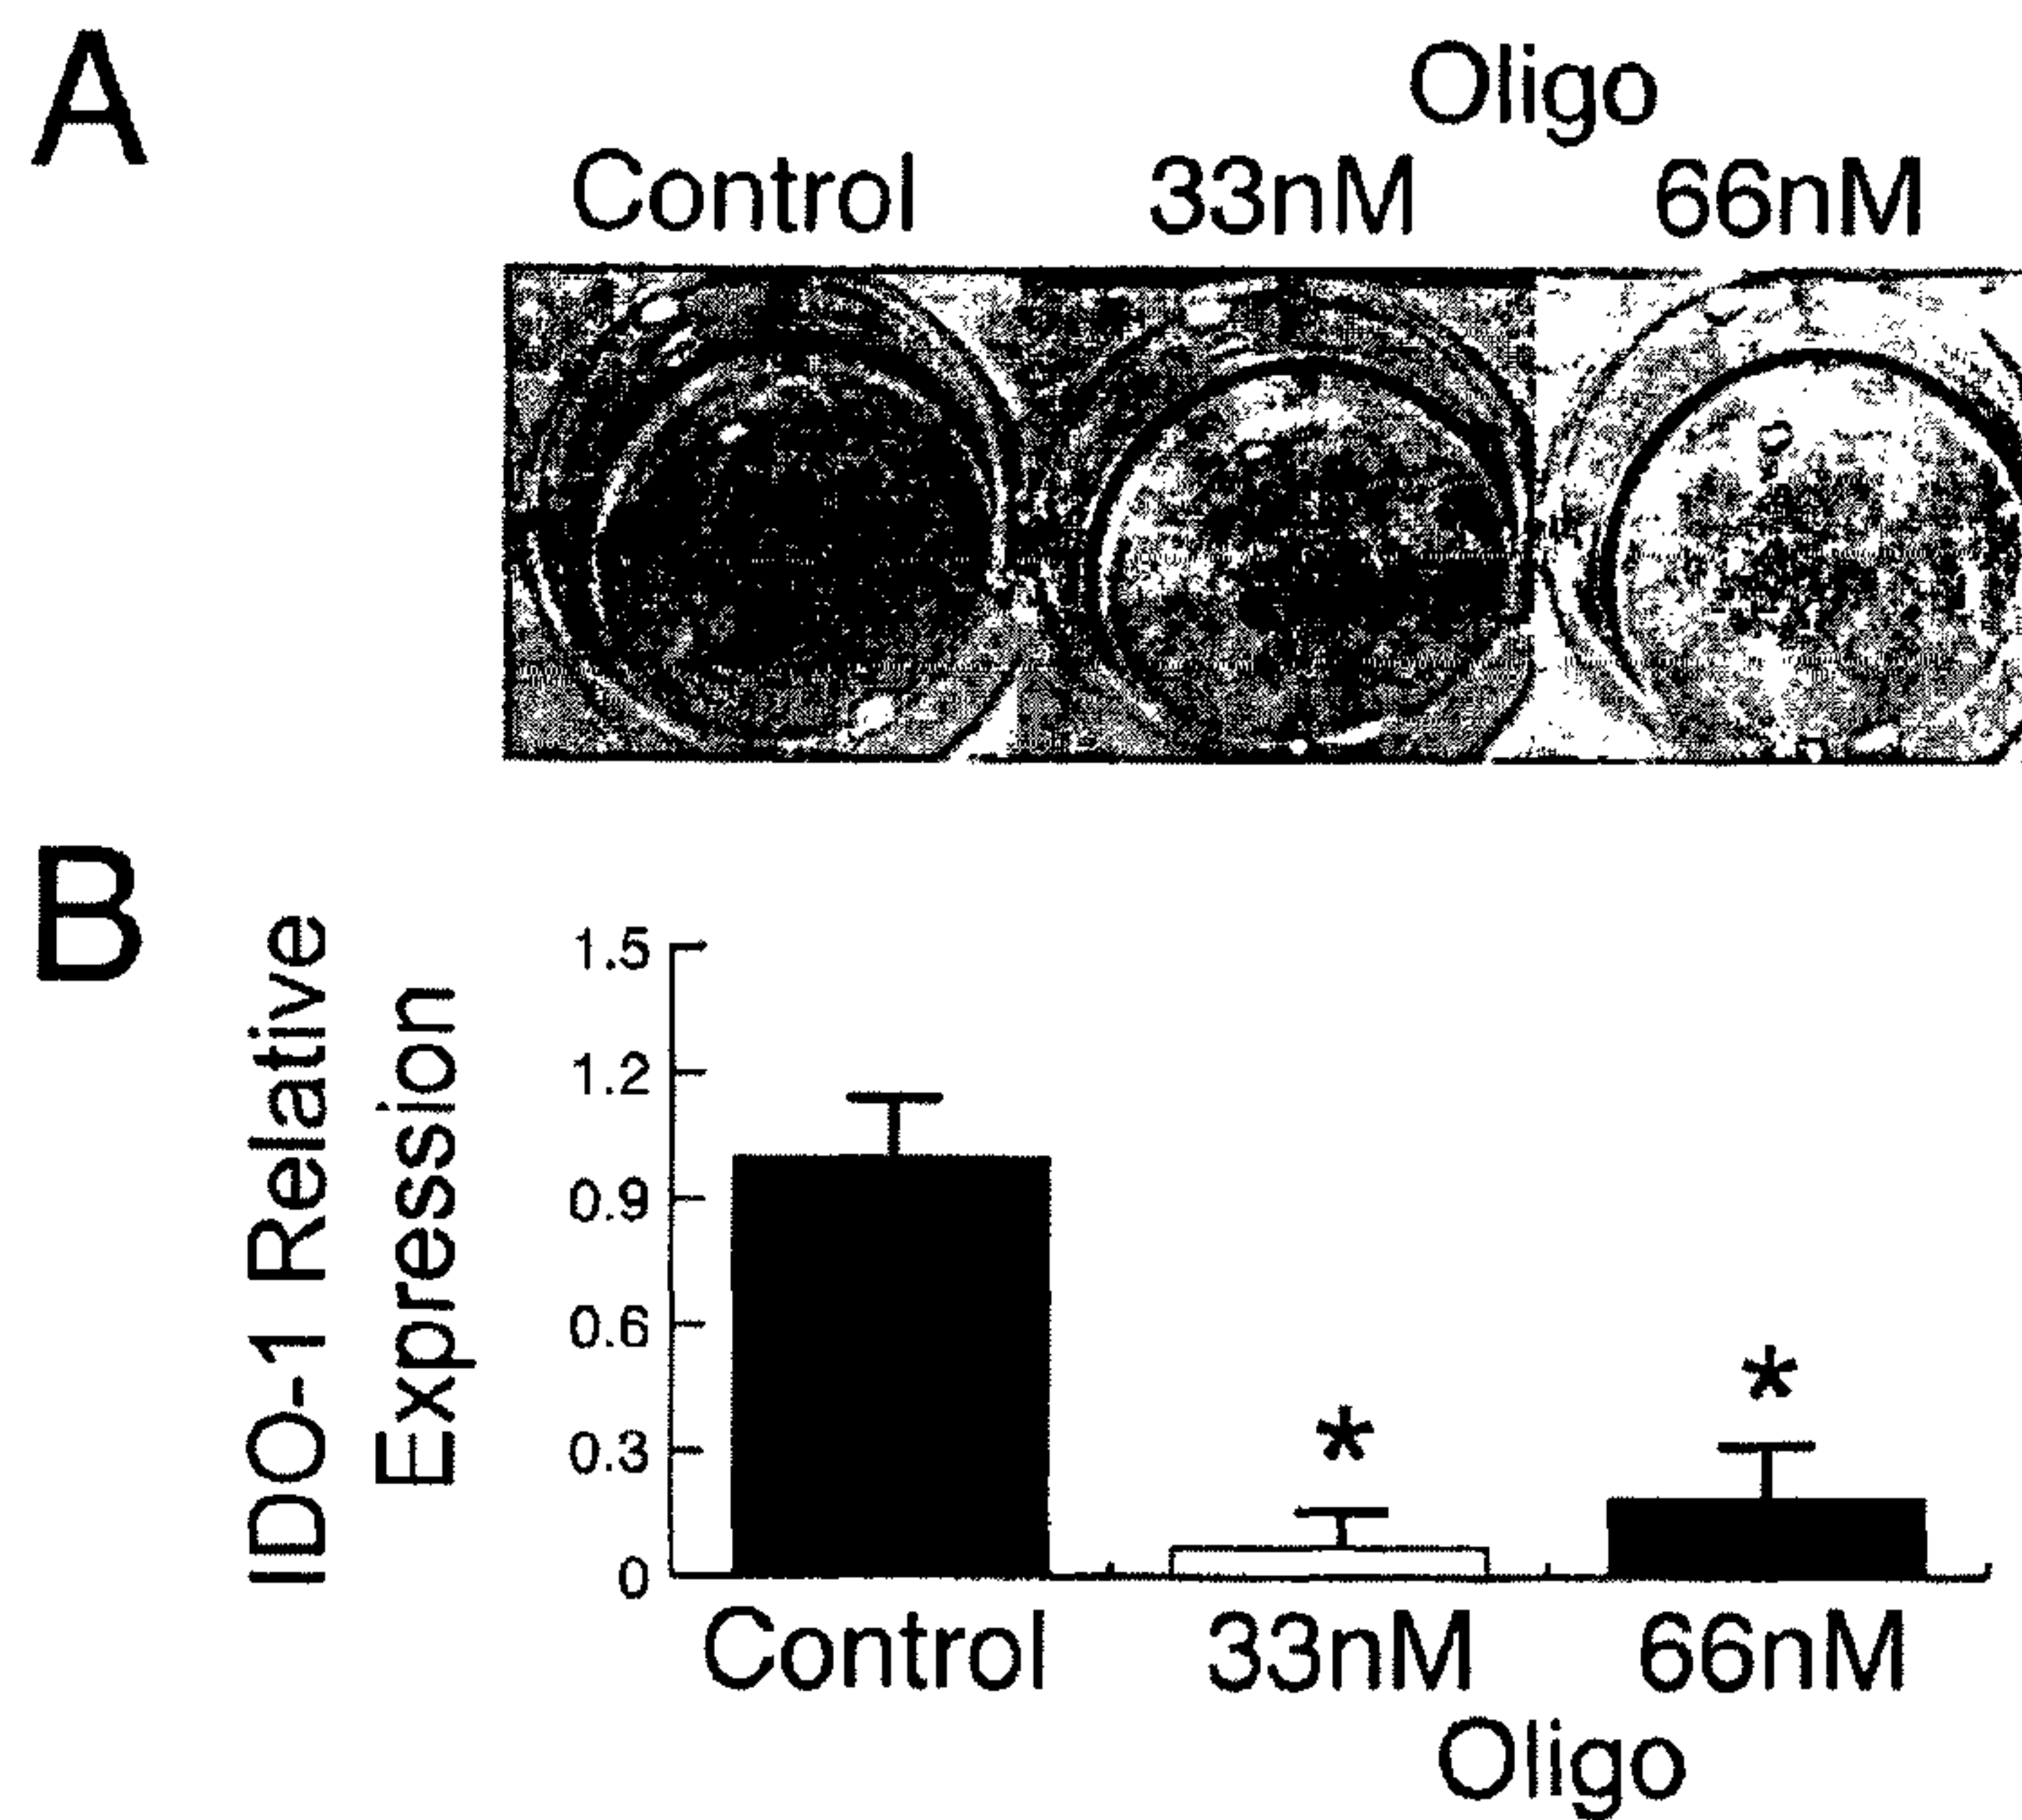 A
Oligo
Control 33nM 66nM
B
IDO-1 Relative
Expression
1.5
1.2
0.9
0.6
0.3
0
*
*
Control 33nM 66nM
Oligo